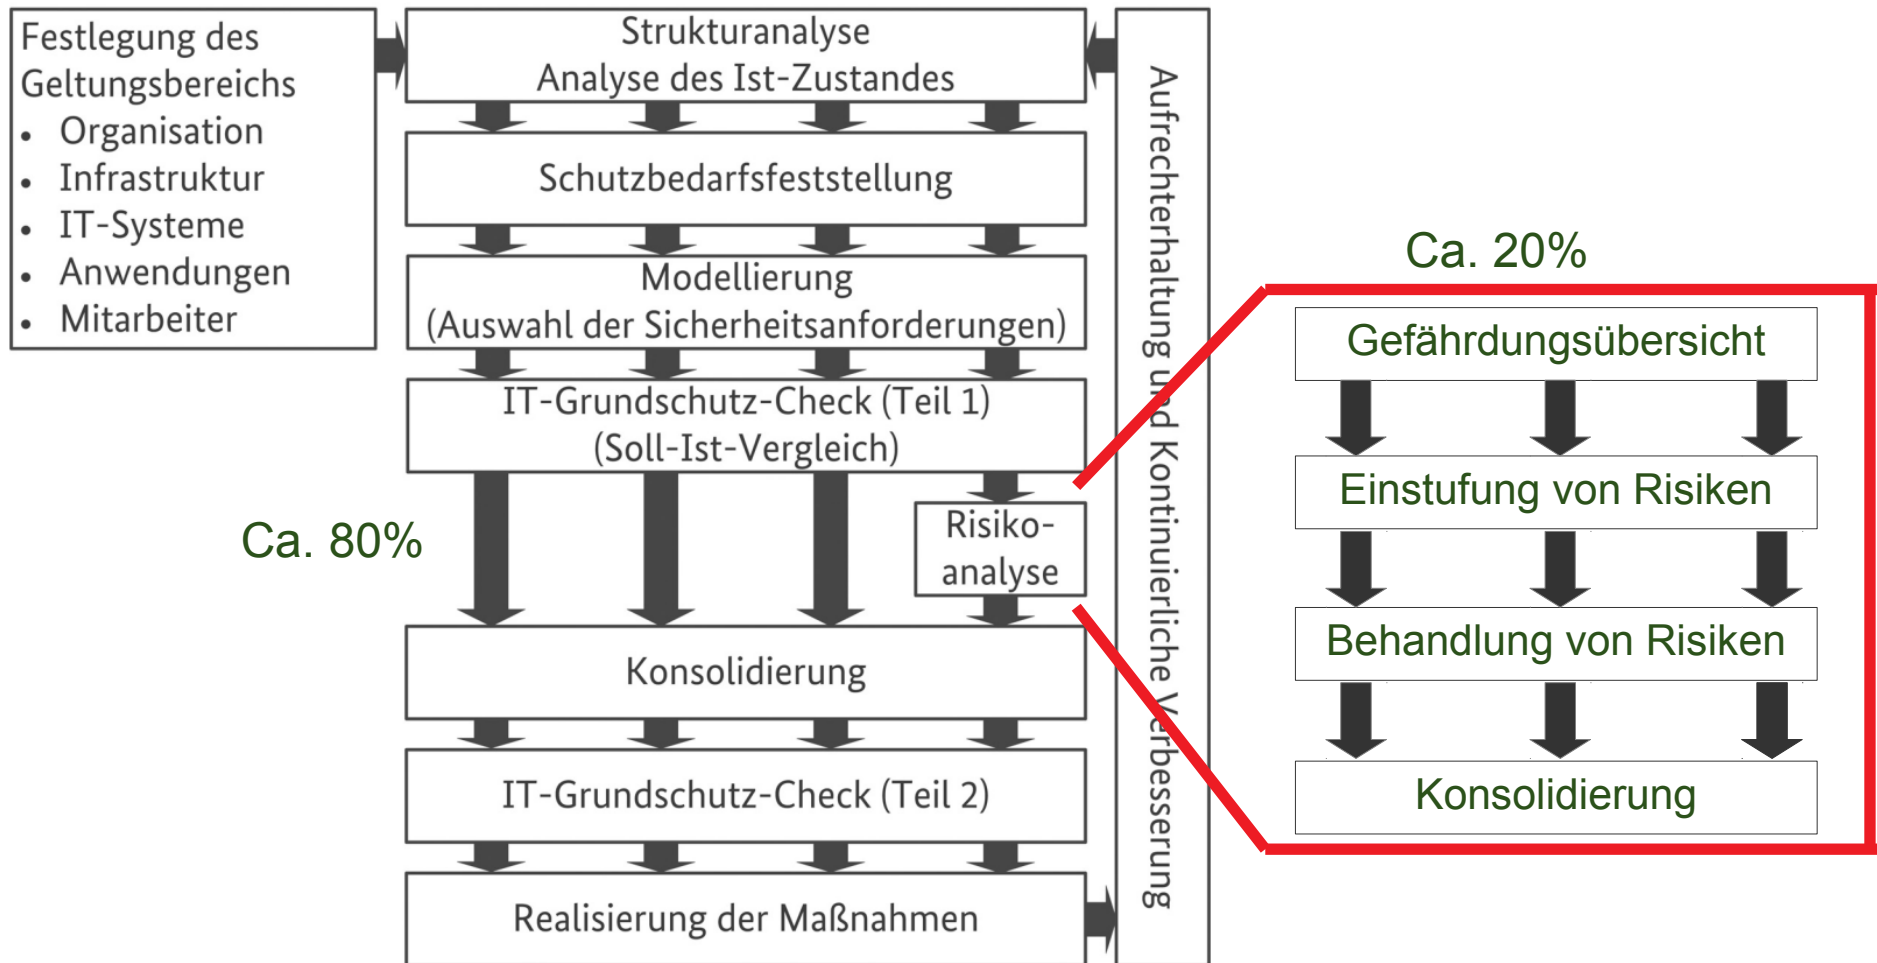 Festlegung des
Geltungsbereichs
• Organisation
• Infrastruktur
• IT-Systeme
• Anwendungen
• Mitarbeiter
Strukturanalyse
Analyse des Ist-Zustandes
Schutzbedarfsfeststellung
Modellierung
(Auswahl der Sicherheitsanforderungen)
IT-Grundschutz-Check (Teil 1)
(Soll-Ist-Vergleich)
Ca. 80%
Risiko-
analyse
Konsolidierung
IT-Grundschutz-Check (Teil 2)
Realisierung der Maßnahmen
Aufrechterhaltung und Kontinuierliche Verbesserung
Ca. 20%
Gefährdungsübersicht
Einstufung von Risiken
Behandlung von Risiken
Konsolidierung